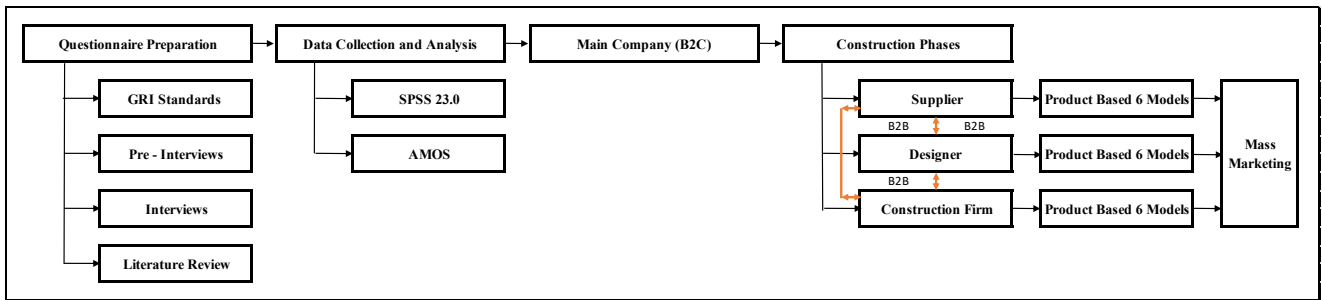 Questionnaire Preparation
Data Collection and Analysis
Main Company (B2C)
Construction Phases
GRI Standards
SPSS 23.0
Supplier
Product Based 6 Models
B2B
B2B
Pre - Interviews
AMOS
Designer
Product Based 6 Models
Mass
Marketing
B2B
Interviews
Construction Firm
Product Based 6 Models
Literature Review